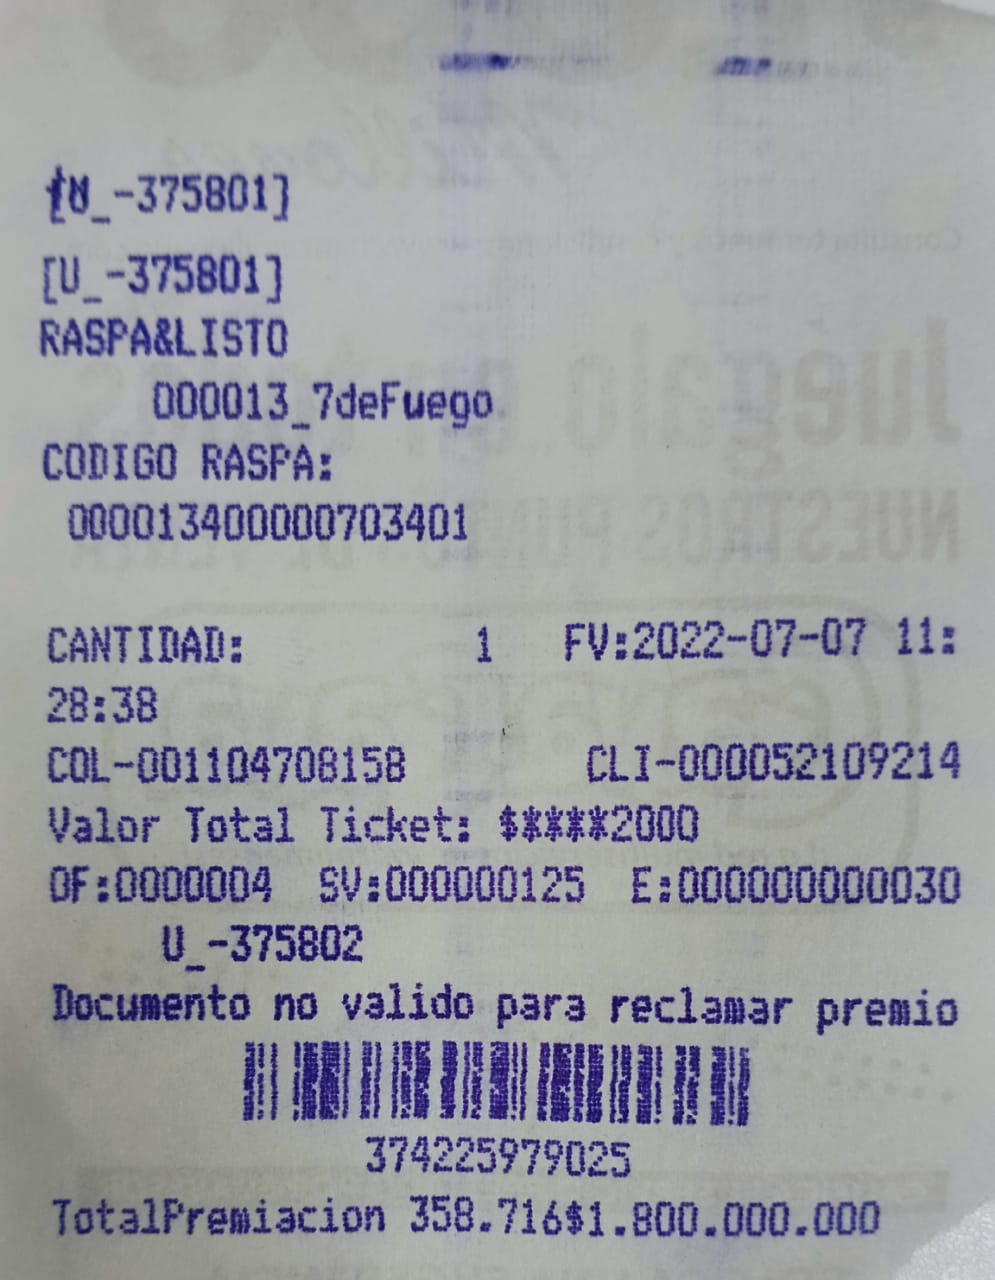 [U_-375801]
[U_-375801]
RASPA&LISTO
000013_7deFuego
CODIGO RASPA:
000013400000703401
CANTIDAD: 1 FV:2022-07-07 11:
28:38
COL-001104708158 CLI-000052109214
Valor Total Ticket: $****2000
OF:0000004 SV:000000125 E:000000000030
U_-375802
Documento no valido para reclamar premio
374225979025
TotalPremiacion 358.716$1.800.000.000